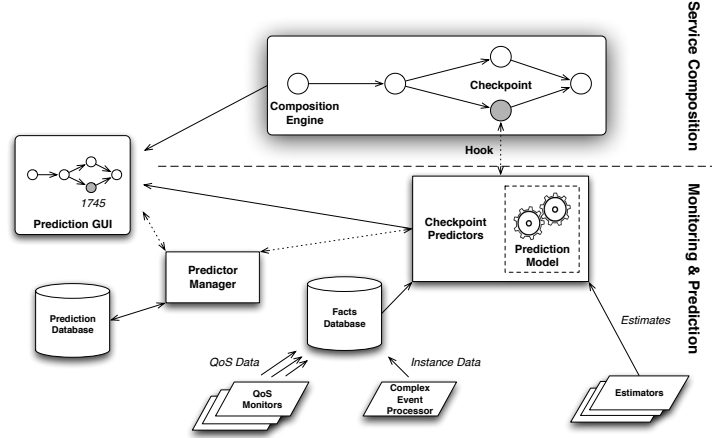 Service Composition
Checkpoint
Composition
Engine
Hook
1745
Prediction GUI
Checkpoint
Predictors
Prediction
Model
Monitoring & Prediction
Predictor
Manager
Prediction
Database
Facts
Database
Estimates
QoS Data
Instance Data
QoS
Monitors
Complex
Event
Processor
Estimators